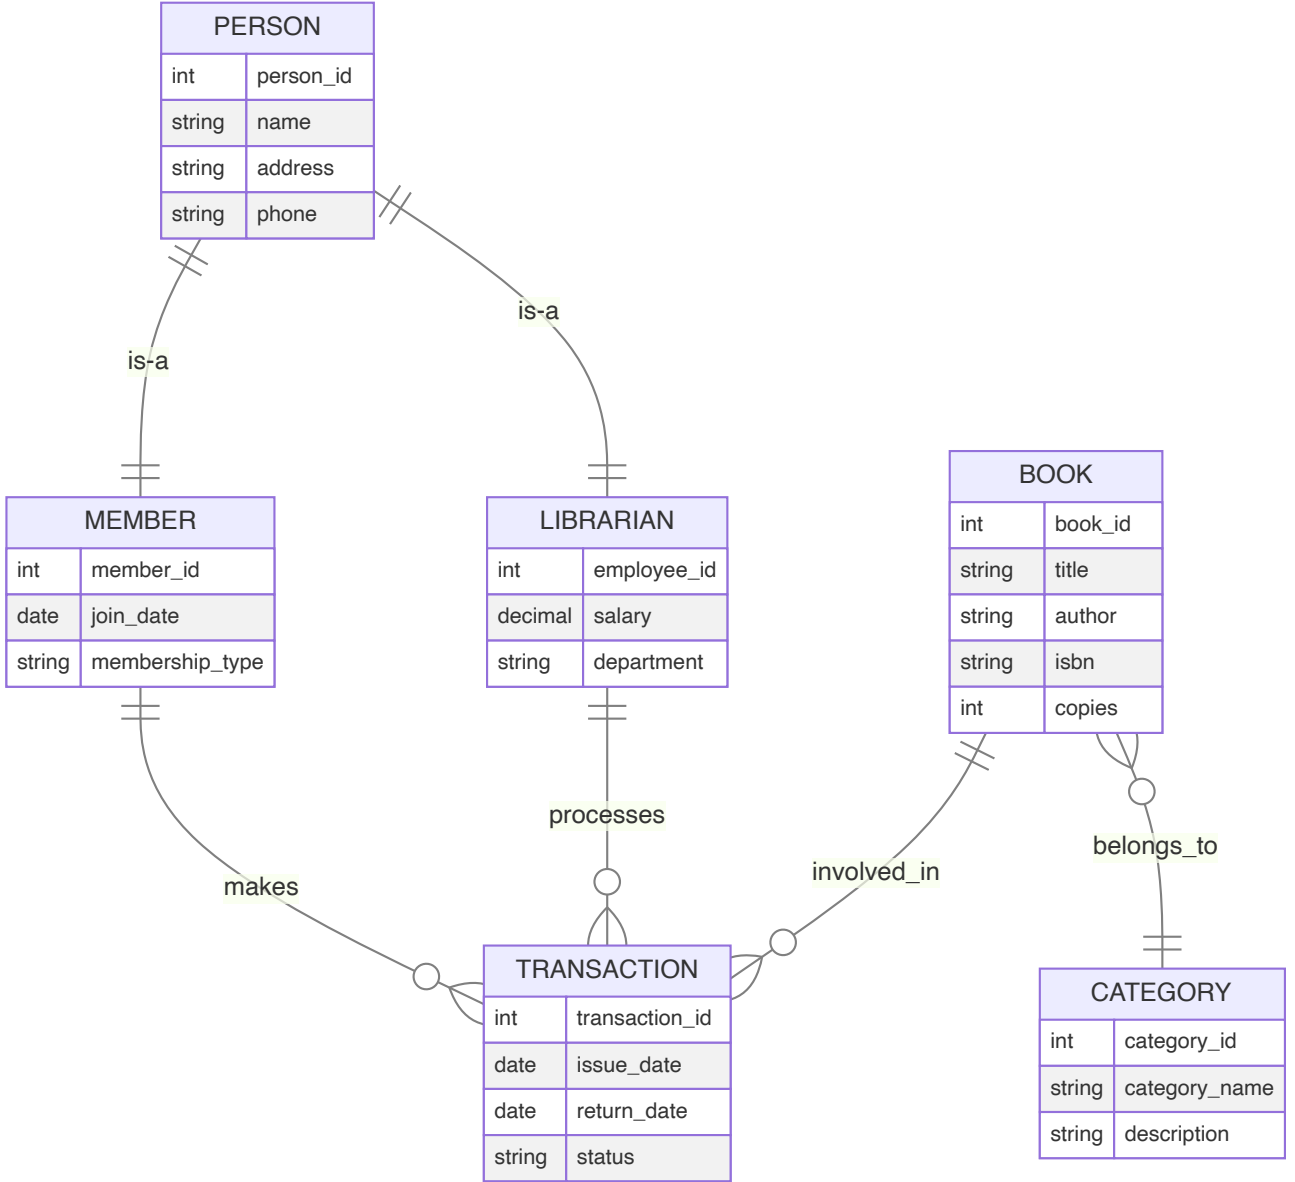 PERSON
int person_id
string name
string address
string phone
is-a
is-a
MEMBER
int member_id
date join_date
string membership_type
LIBRARIAN
int employee_id
decimal salary
string department
BOOK
int book_id
string title
string author
string isbn
int copies
processes
belongs_to
involved_in
makes
TRANSACTION
int transaction_id
date issue_date
date return_date
string status
CATEGORY
int category_id
string category_name
string description